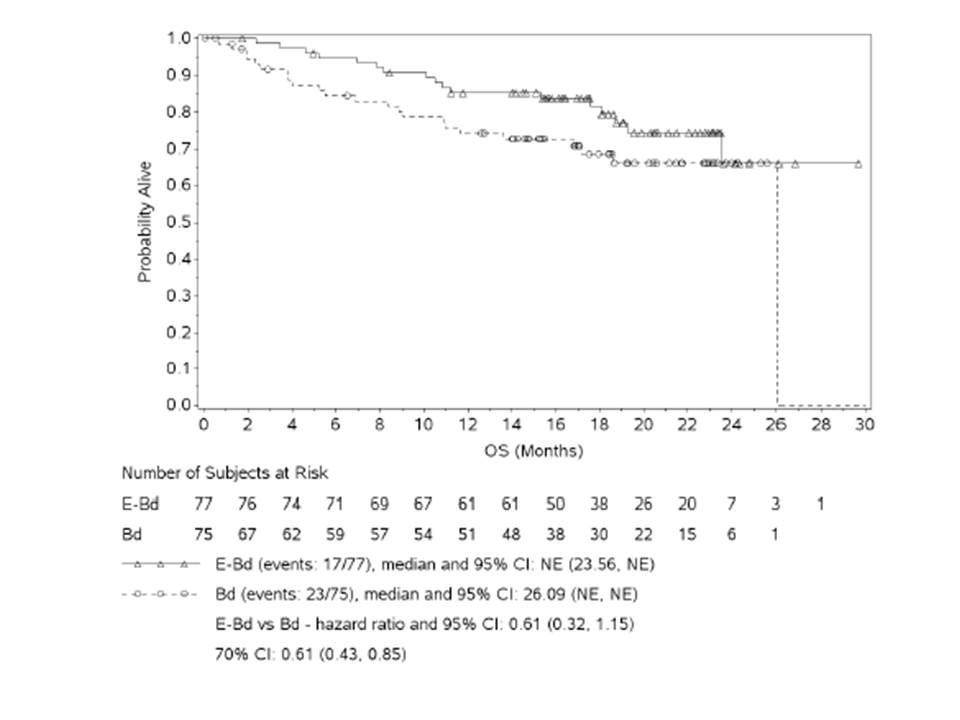 1.0
0.9
0.8
0.7
0.6
0.5
0.4
0.3
0.2
0.1
0.0
Probability Alive
0 2 4 6 8 10 12 14 16 18 20 22 24 26 28 30
OS (Months)
Number of Subjects at Risk
E-Bd 77 76 74 71 69 67 61 61 50 38 26 20 7 3 1
Bd 75 67 62 59 57 54 51 48 38 30 22 15 6 1
E-Bd (events: 17/77), median and 95% CI: NE (23.56, NE)
Bd (events: 23/75), median and 95% CI: 26.09 (NE, NE)
E-Bd vs Bd - hazard ratio and 95% CI: 0.61 (0.32, 1.15)
70% CI: 0.61 (0.43, 0.85)